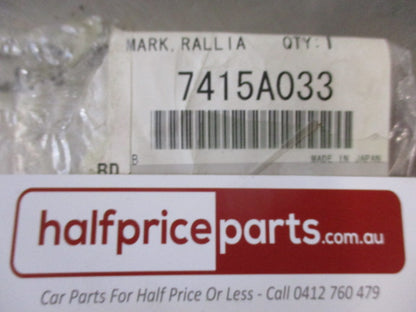 MARK, RALLIA QTY:1
7415A033
B
MADE IN JAPAN
BD
halfpriceparts.com.au
Car Parts For Half Price Or Less - Call 0412 760 479